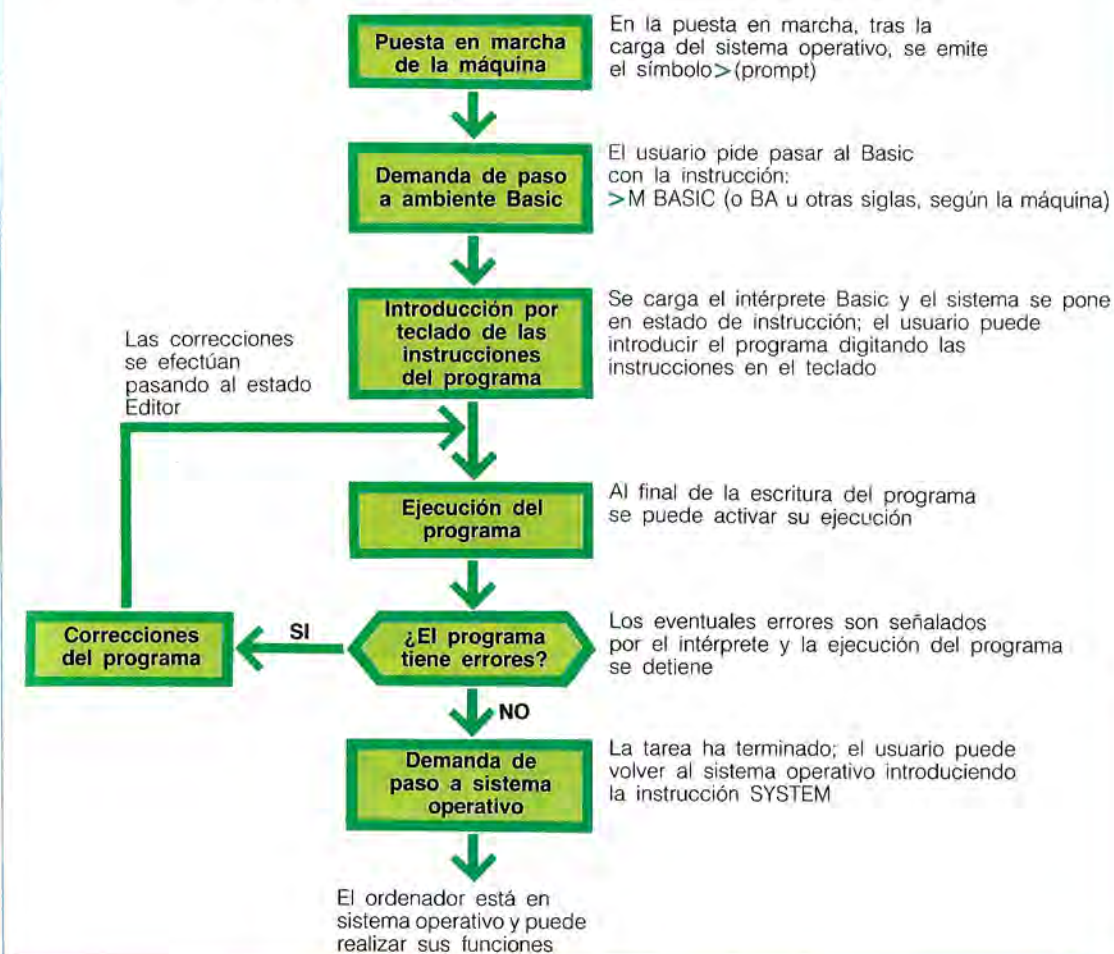 Puesta en marcha
de la máquina
En la puesta en marcha, tras la
carga del sistema operativo, se emite
el símbolo>(prompt)
Demanda de paso
a ambiente Basic
El usuario pide pasar al Basic
con la instrucción:
>M BASIC (o BA u otras siglas, según la máquina)
Introducción por
teclado de las
instrucciones
del programa
Se carga el intérprete Basic y el sistema se pone
en estado de instrucción; el usuario puede
introducir el programa digitando las
instrucciones en el teclado
Las correcciones
se efectúan
pasando al estado
Editor
Ejecución del
programa
Al final de la escritura del programa
se puede activar su ejecución
Correcciones
del programa
SI
¿El programa
tiene errores?
Los eventuales errores son señalados
por el intérprete y la ejecución del programa
se detiene
NO
Demanda de
paso a sistema
operativo
La tarea ha terminado; el usuario puede
volver al sistema operativo introduciendo
la instrucción SYSTEM
El ordenador está en
sistema operativo y puede
realizar sus funciones